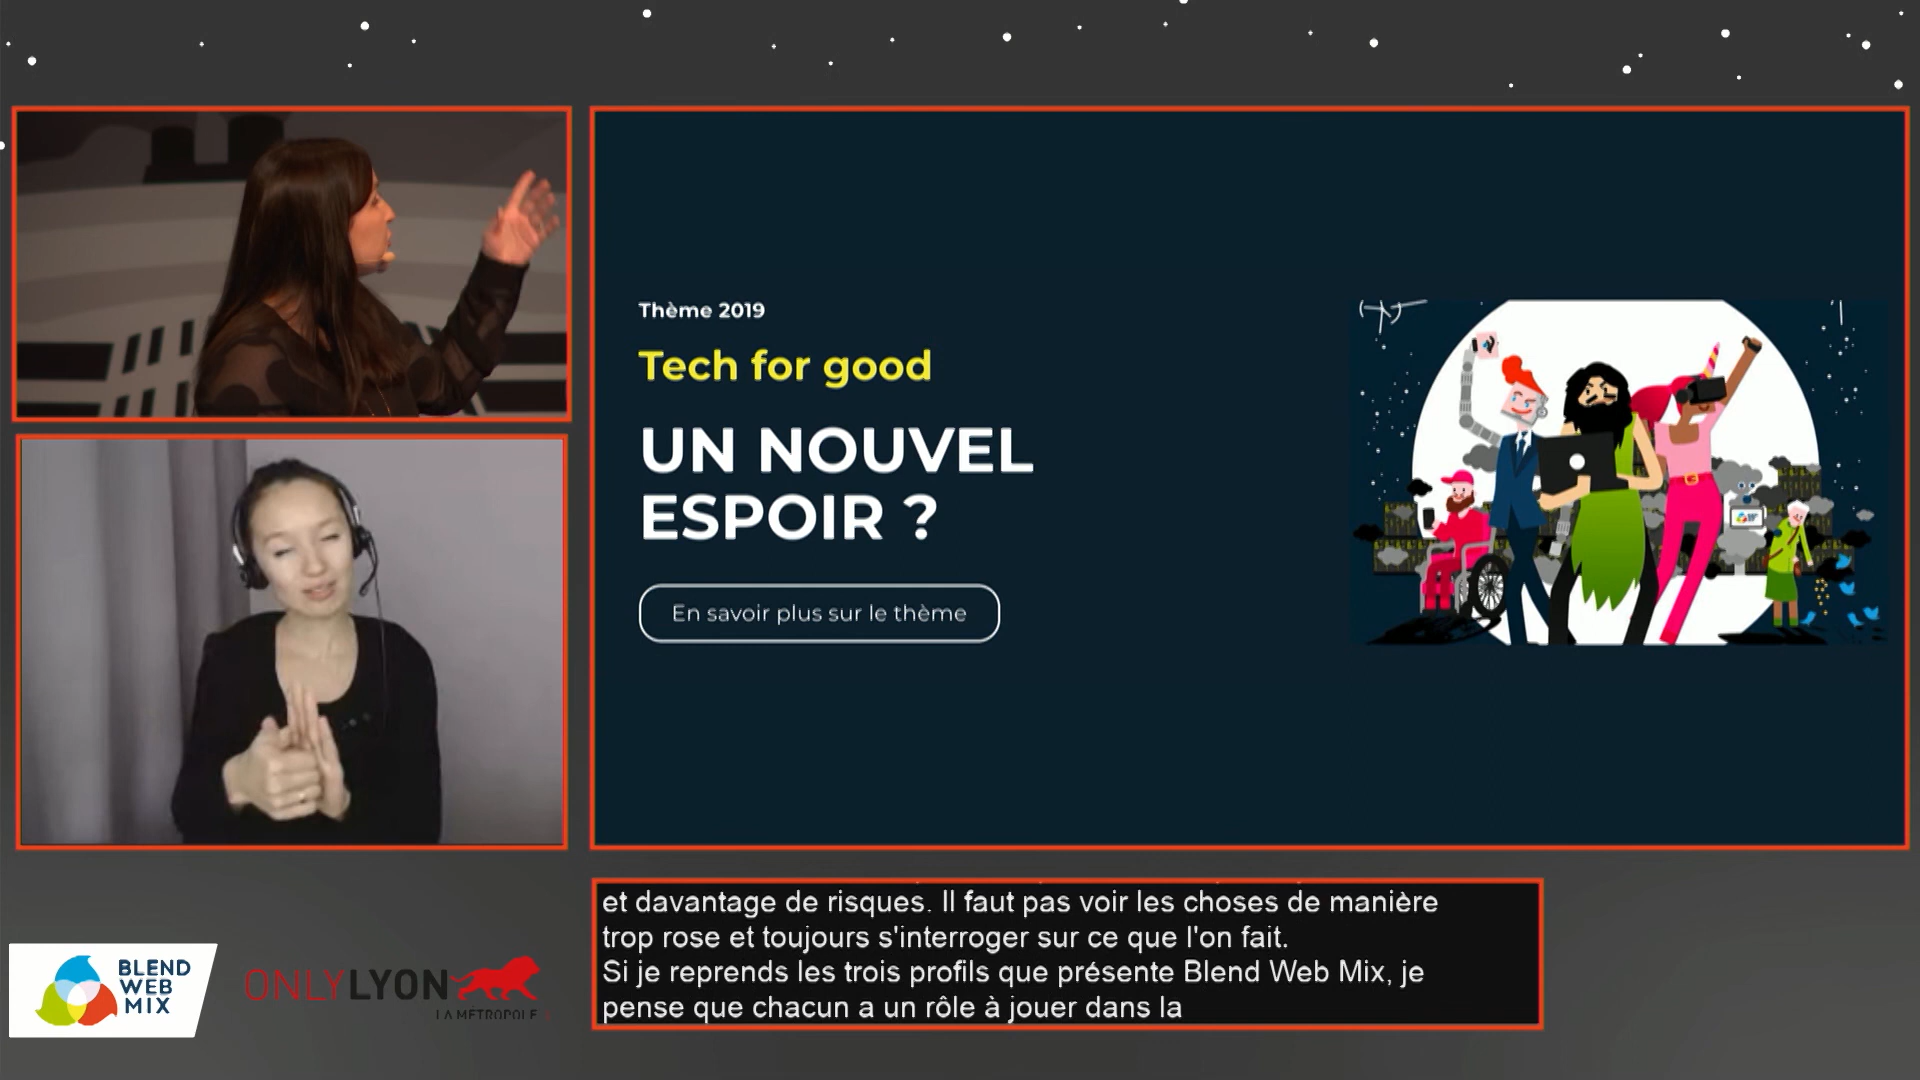 Thème 2019
Tech for good
UN NOUVEL
ESPOIR ?
En savoir plus sur le thème
et davantage de risques. Il faut pas voir les choses de manière
trop rose et toujours s'interroger sur ce que l'on fait.
Si je reprends les trois profils que présente Blend Web Mix, je
pense que chacun a un rôle à jouer dans la
BLEND
WEB
MIX
ONLYLYON
LA MÉTROPOLE